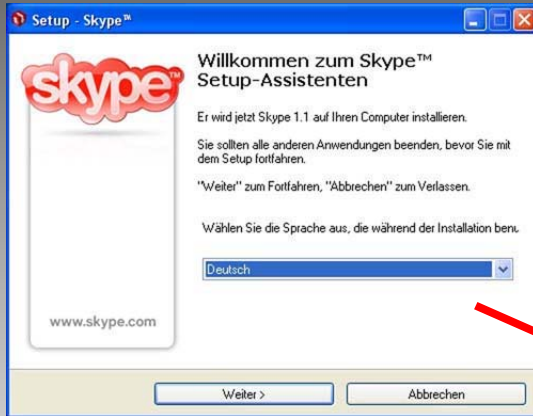 Setup - Skype™
skype™
Willkommen zum Skype™
Setup-Assistenten
Er wird jetzt Skype 1.1 auf Ihren Computer installieren.
Sie sollten alle anderen Anwendungen beenden, bevor Sie mit
dem Setup fortfahren.
"Weiter" zum Fortfahren, "Abbrechen" zum Verlassen.
Wählen Sie die Sprache aus, die während der Installation benu
Deutsch
www.skype.com
Weiter >
Abbrechen